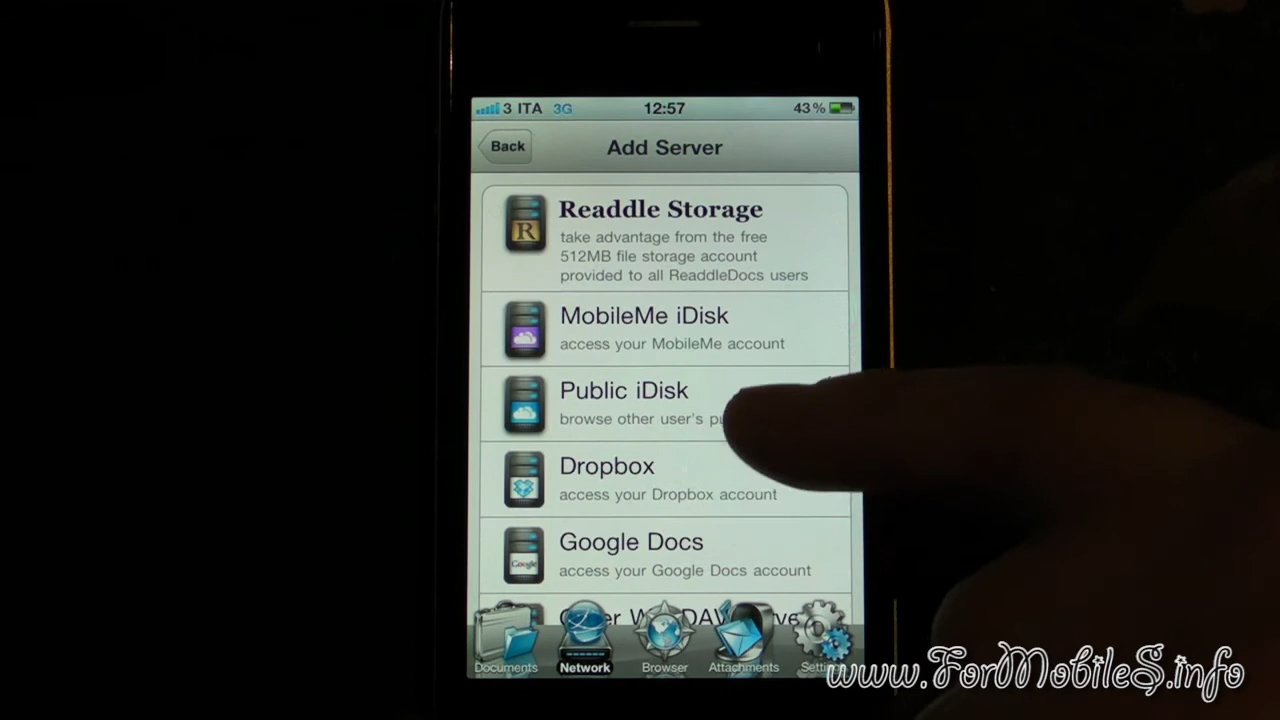 3 ITA 3G 12:57 43%
Back Add Server
Readdle Storage
take advantage from the free
512MB file storage account
provided to all ReaddleDocs users
MobileMe iDisk
access your MobileMe account
Public iDisk
browse other user's
Dropbox
access your Dropbox account
Google Docs
access your Google Docs account
Google
Documents Network Browser Attachments
www.ForMobileS.info